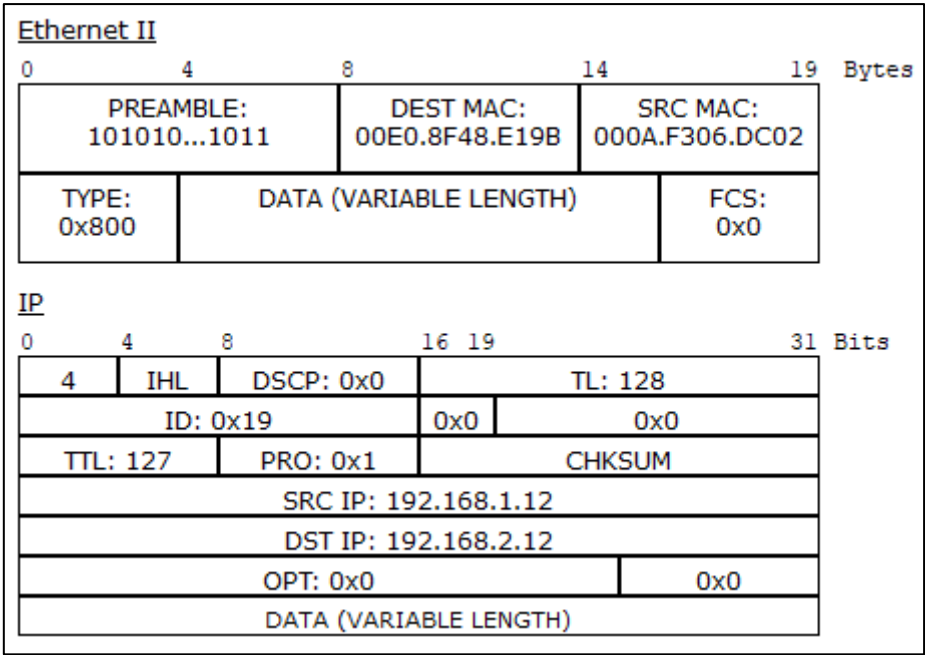 Ethernet II
0 4 8 14 19 Bytes
PREAMBLE: DEST MAC: SRC MAC:
101010...1011 00E0.8F48.E19B 000A.F306.DC02
TYPE: DATA (VARIABLE LENGTH) FCS:
0x800 0x0
IP
0 4 8 16 19 31 Bits
4 IHL DSCP: 0x0 TL: 128
ID: 0x19 0x0 0x0
TTL: 127 PRO: 0x1 CHKSUM
SRC IP: 192.168.1.12
DST IP: 192.168.2.12
OPT: 0x0 0x0
DATA (VARIABLE LENGTH)